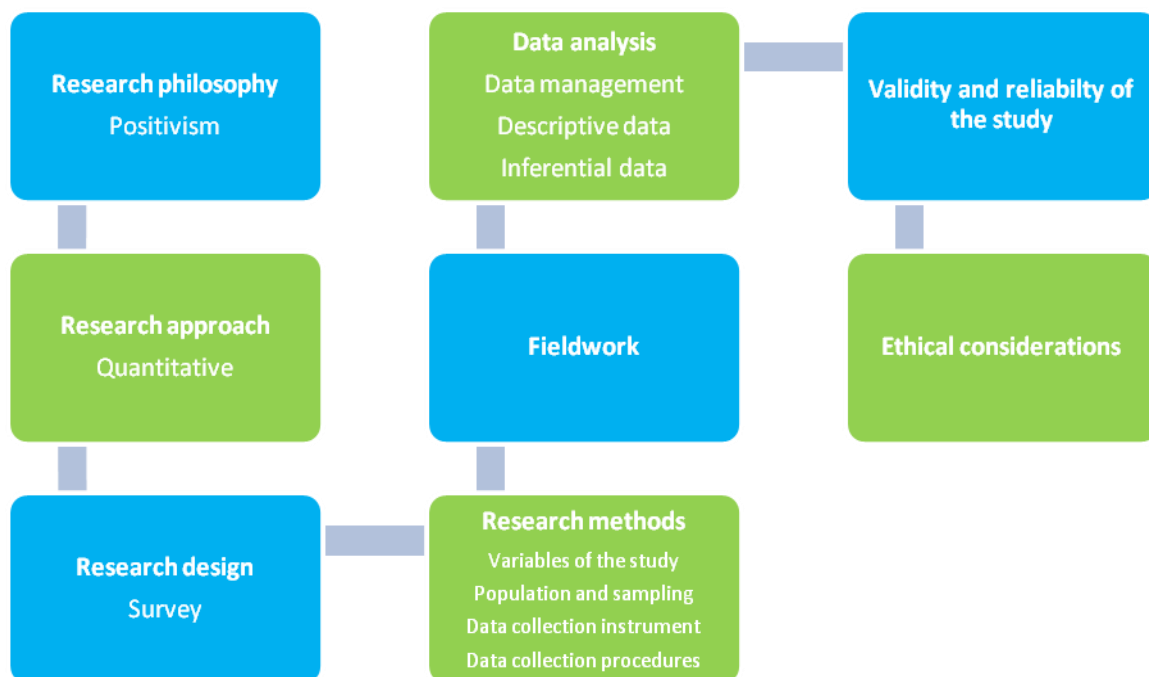 Research philosophy
Positivism
Research approach
Quantitative
Research design
Survey
Research methods
Variables of the study
Population and sampling
Data collection instrument
Data collection procedures
Fieldwork
Data analysis
Data management
Descriptive data
Inferential data
Validity and reliabilty of
the study
Ethical considerations